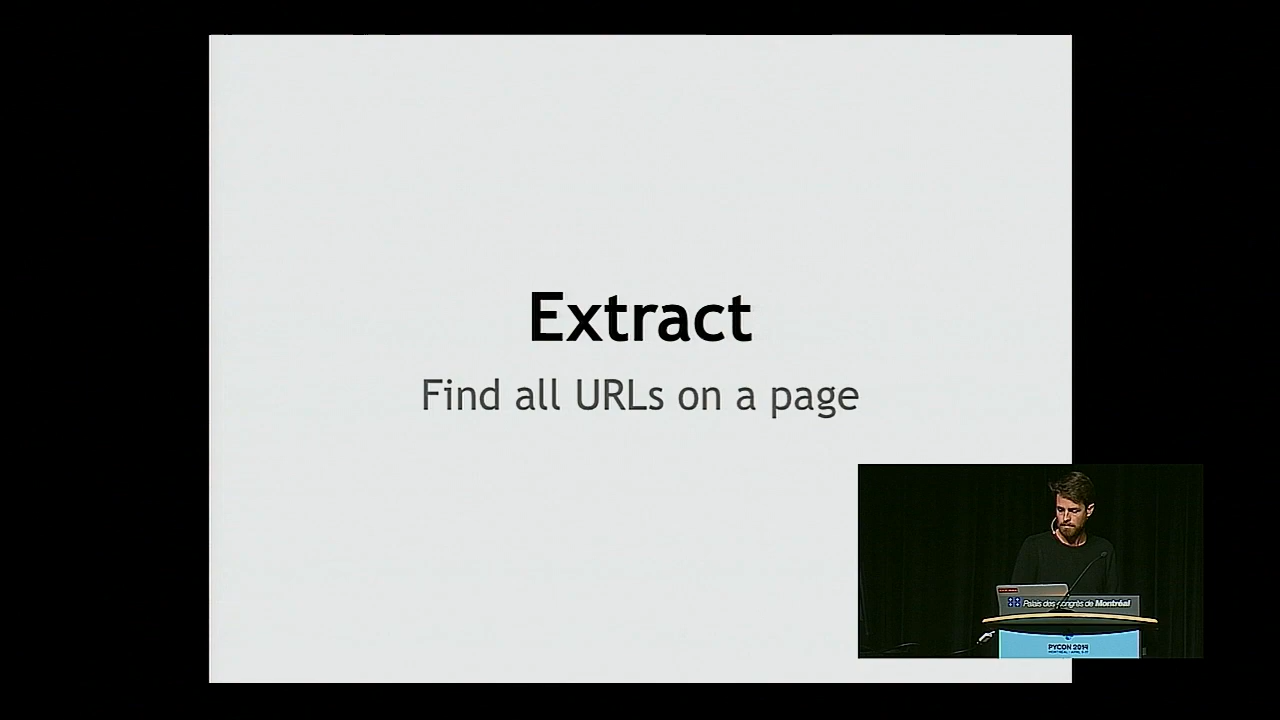 Extract
Find all URLs on a page
Palais des congrès de Montréal
PYCON 2014